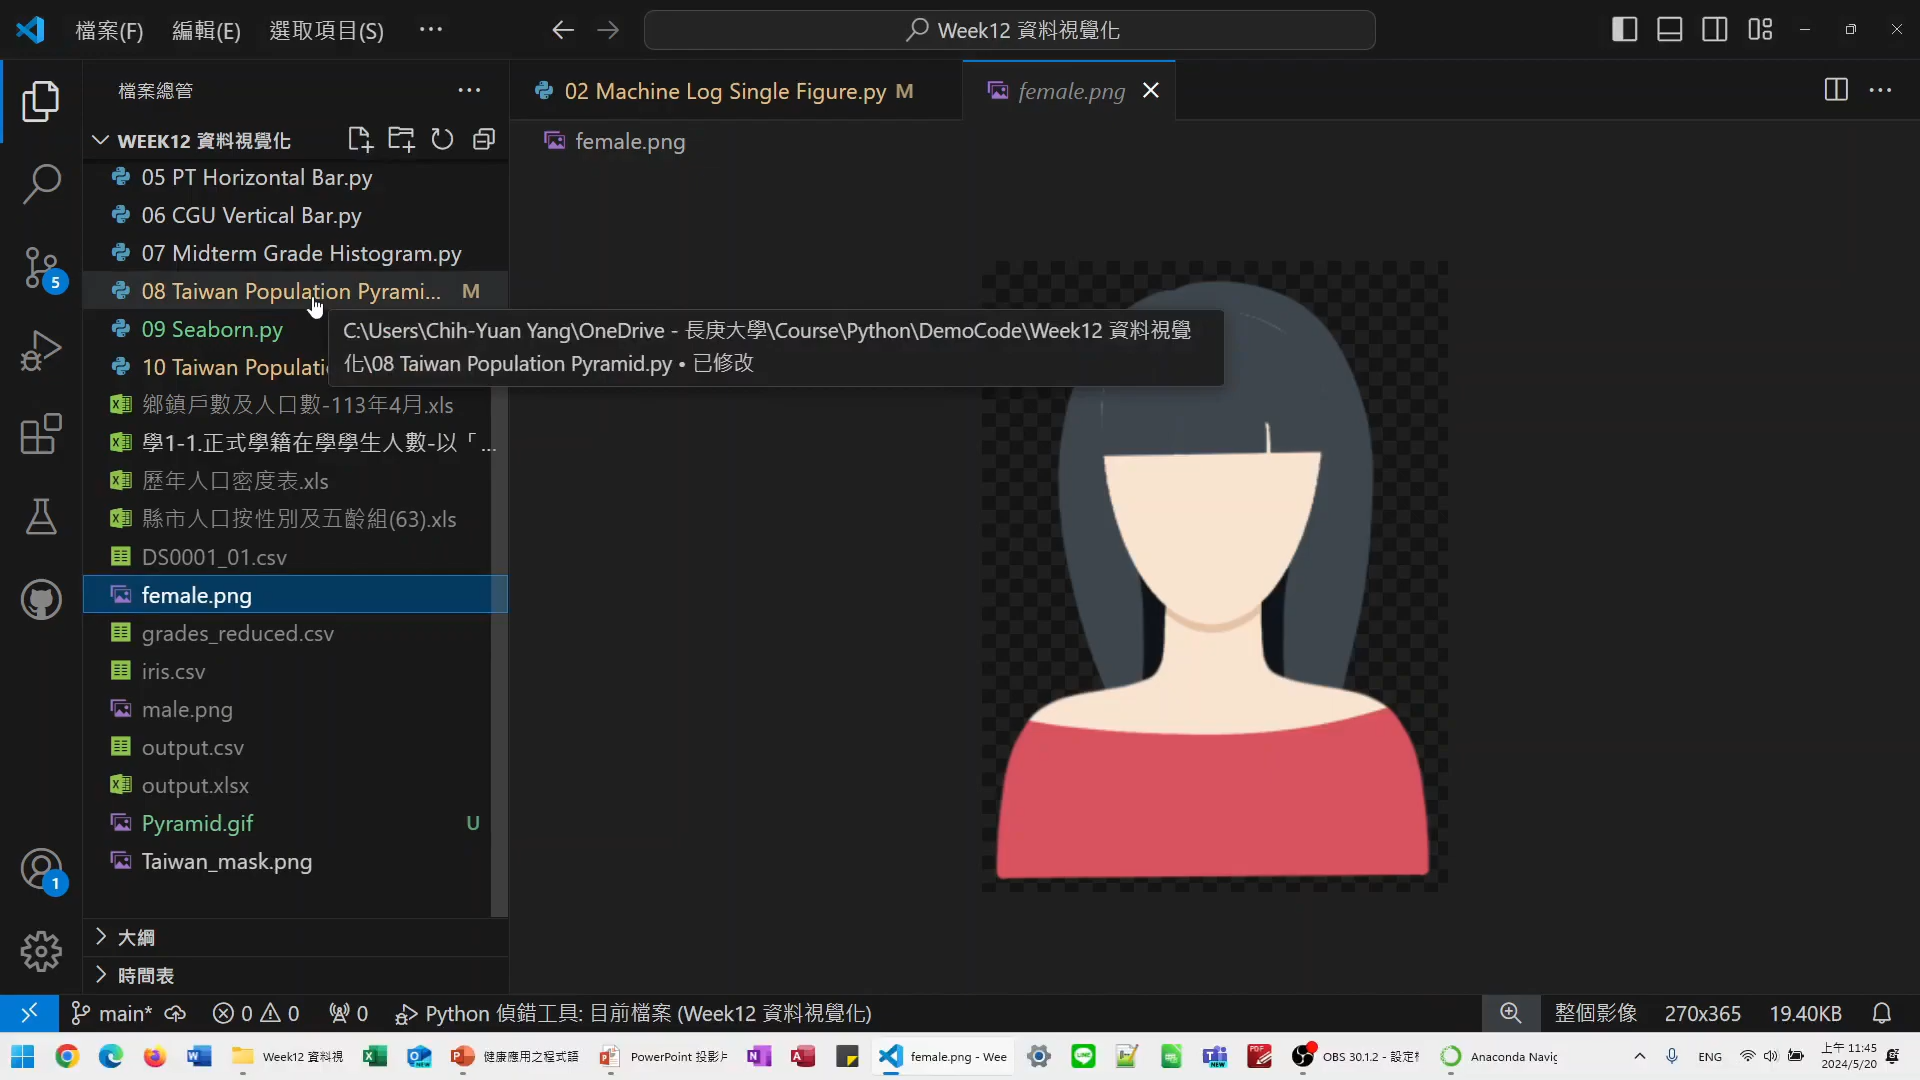 檔案(F) 編輯(E) 選取項目(S) ···
Week12 資料視覺化
檔案總管
WEEK12 資料視覺化
05 PT Horizontal Bar.py
06 CGU Vertical Bar.py
07 Midterm Grade Histogram.py
08 Taiwan Population Pyrami... M
09 Seaborn.py
10 Taiwan Populati
鄉鎮戶數及人口數-113年4月.xls
學1-1.正式學籍在學學生人數-以「...
歷年人口密度表.xls
縣市人口按性別及五齡組(63).xls
DS0001_01.csv
female.png
grades_reduced.csv
iris.csv
male.png
output.csv
output.xlsx
Pyramid.gif U
Taiwan_mask.png
大綱
時間表
5
1
02 Machine Log Single Figure.py M
female.png
female.png
C:\Users\Chih-Yuan Yang\OneDrive - 長庚大學\Course\Python\DemoCode\Week12 資料視覺
化\08 Taiwan Population Pyramid.py • 已修改
main* 0 0 0 Python 偵錯工具: 目前檔案 (Week12 資料視覺化) 整個影像 270x365 19.40KB
Week12 資料視 健康應用之程式語 PowerPoint 投影片 female.png - Wee OBS 30.1.2 - 設定檔 Anaconda Navig ENG 上午 11:45
2024/5/20